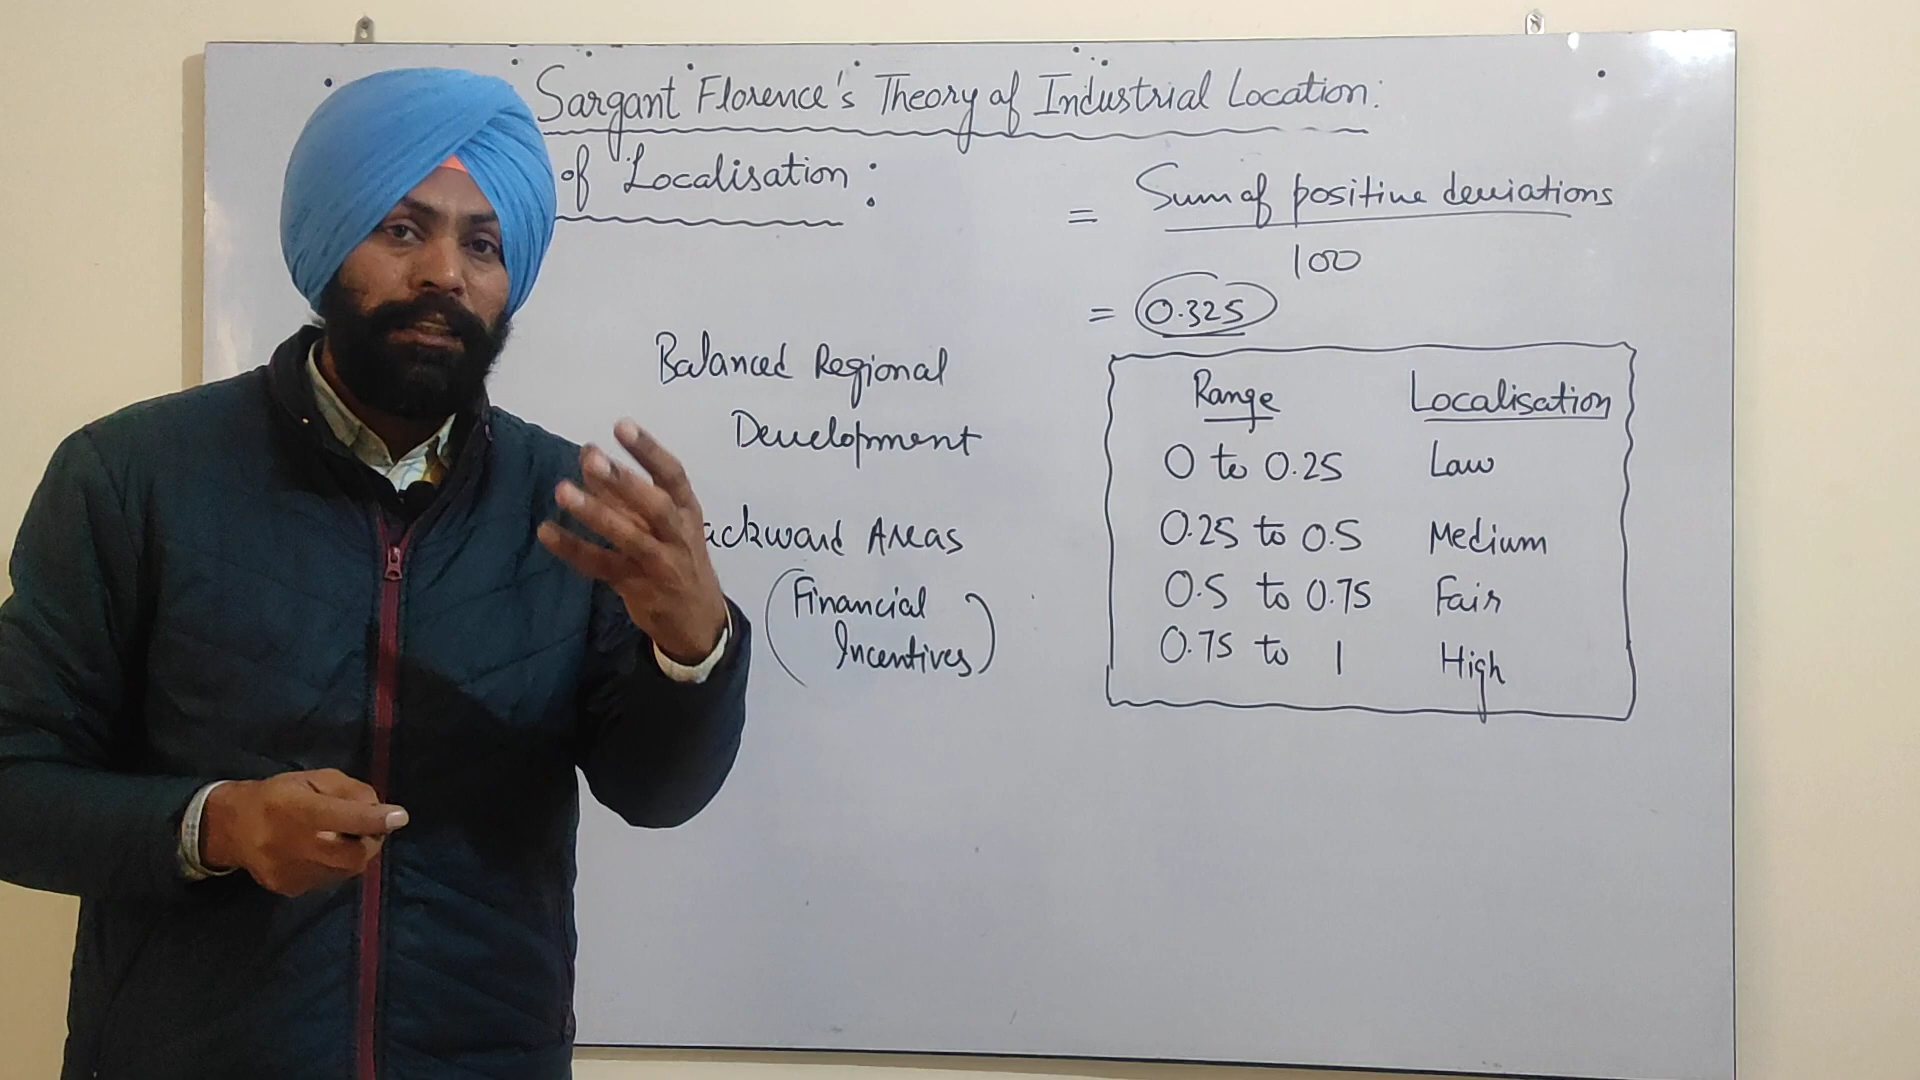 Sargant Florence's Theory of Industrial Location:
of Localisation:
= Sum of positive deviations
100
= 0.325
Balanced Regional
Development
ackward Areas
(Financial
Incentives)
Range Localisation
0 to 0.25 Low
0.25 to 0.5 Medium
0.5 to 0.75 Fair
0.75 to 1 High